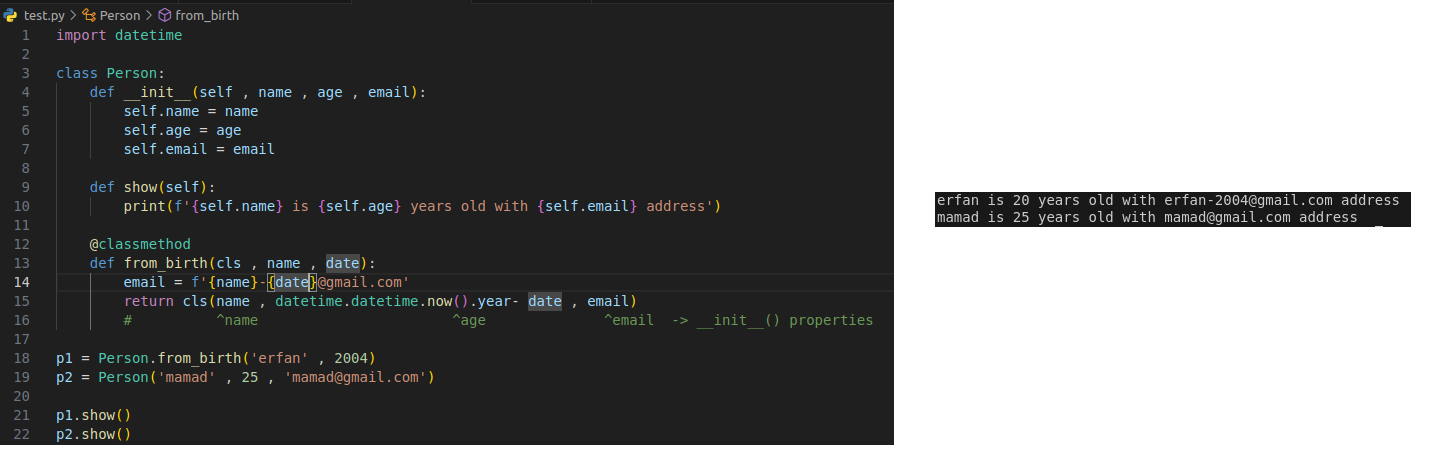 test.py > Person > from_birth
1 import datetime
2
3 class Person:
4     def __init__(self , name , age , email):
5         self.name = name
6         self.age = age
7         self.email = email
8
9     def show(self):
10         print(f'{self.name} is {self.age} years old with {self.email} address')
11
12     @classmethod
13     def from_birth(cls , name , date):
14         email = f'{name}-{date}@gmail.com'
15         return cls(name , datetime.datetime.now().year- date , email)
16         #          ^name                       ^age              ^email  -> __init__() properties
17
18 p1 = Person.from_birth('erfan' , 2004)
19 p2 = Person('mamad' , 25 , 'mamad@gmail.com')
20
21 p1.show()
22 p2.show()
erfan is 20 years old with erfan-2004@gmail.com address
mamad is 25 years old with mamad@gmail.com address